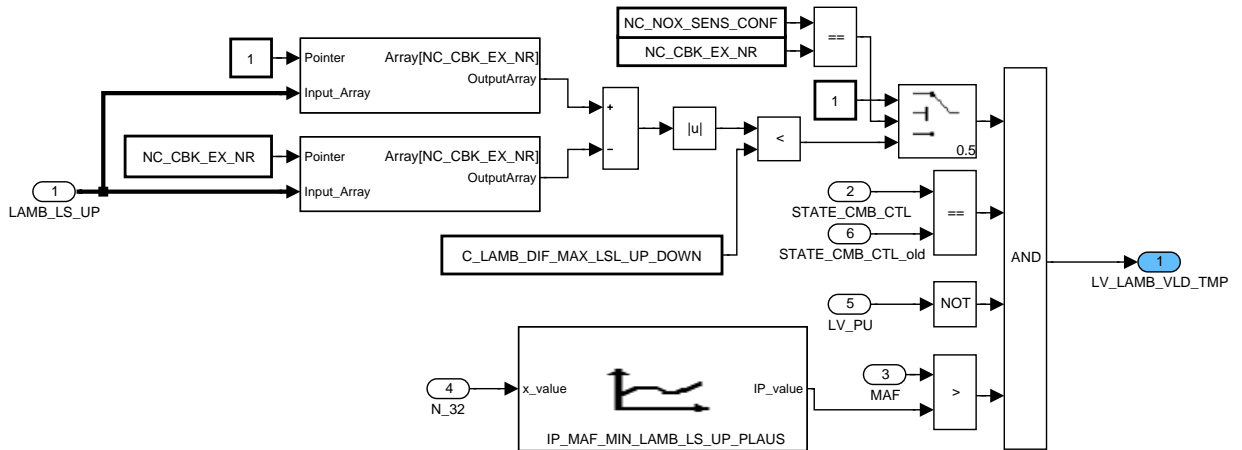 NC_NOX_SENS_CONF
NC_CBK_EX_NR
==
1
Pointer
Array[NC_CBK_EX_NR]
OutputArray
Input_Array
+
−
|u|
<
1
0.5
NC_CBK_EX_NR
Pointer
Array[NC_CBK_EX_NR]
OutputArray
Input_Array
1
LAMB_LS_UP
C_LAMB_DIF_MAX_LSL_UP_DOWN
2
STATE_CMB_CTL
6
STATE_CMB_CTL_old
==
AND
1
LV_LAMB_VLD_TMP
5
LV_PU
NOT
4
N_32
x_value
IP_value
IP_MAF_MIN_LAMB_LS_UP_PLAUS
3
MAF
>